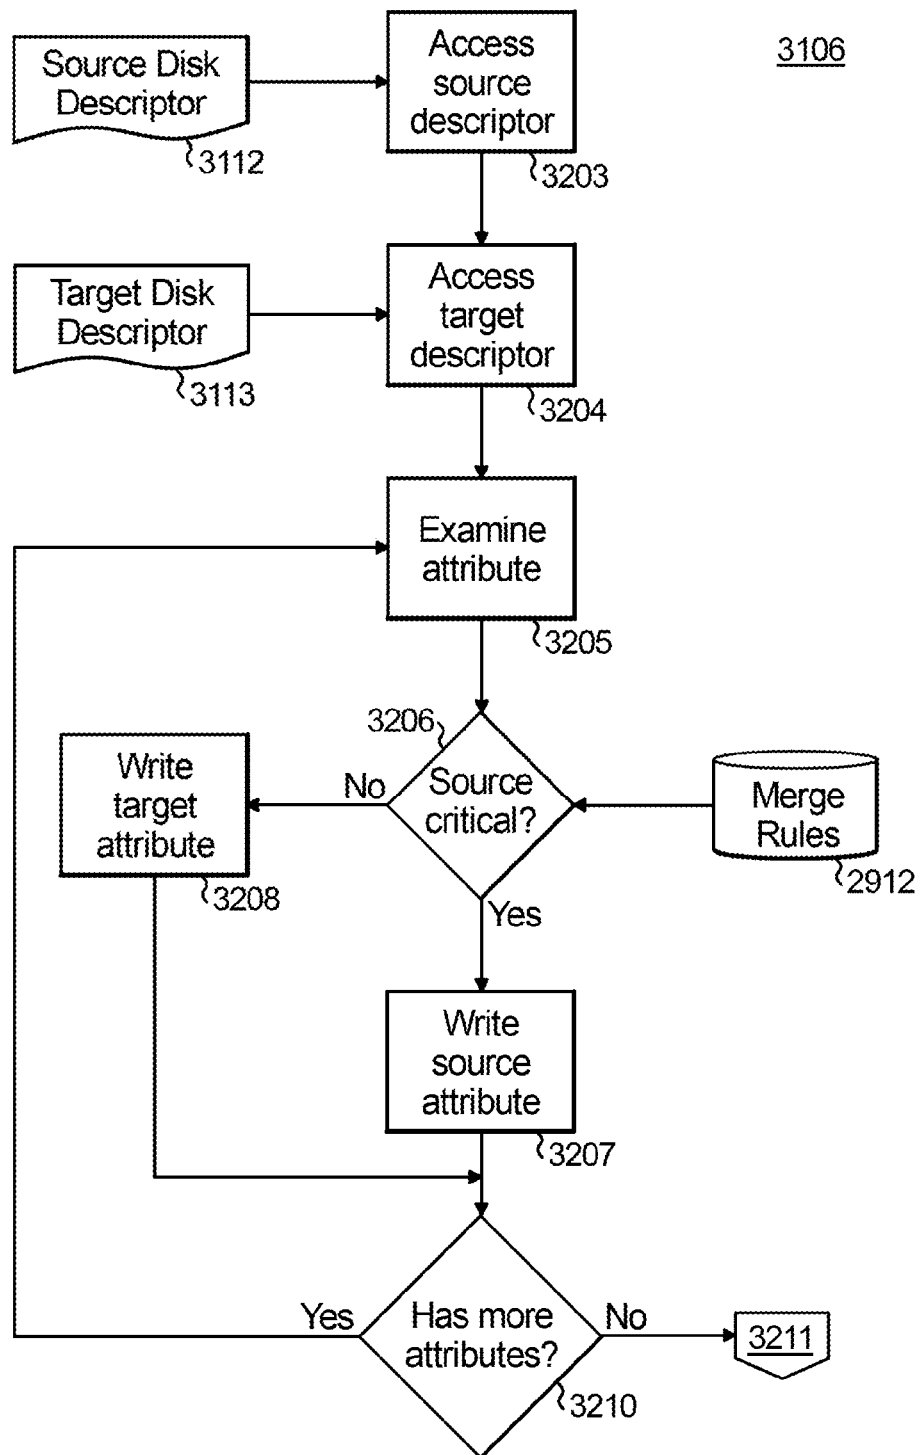 3106
Source Disk
Descriptor
3112
Access
source
descriptor
3203
Target Disk
Descriptor
3113
Access
target
descriptor
3204
Examine
attribute
3205
3206
Source
critical?
No
Yes
Merge
Rules
2912
Write
target
attribute
3208
Write
source
attribute
3207
Has more
attributes?
Yes
No
3210
3211